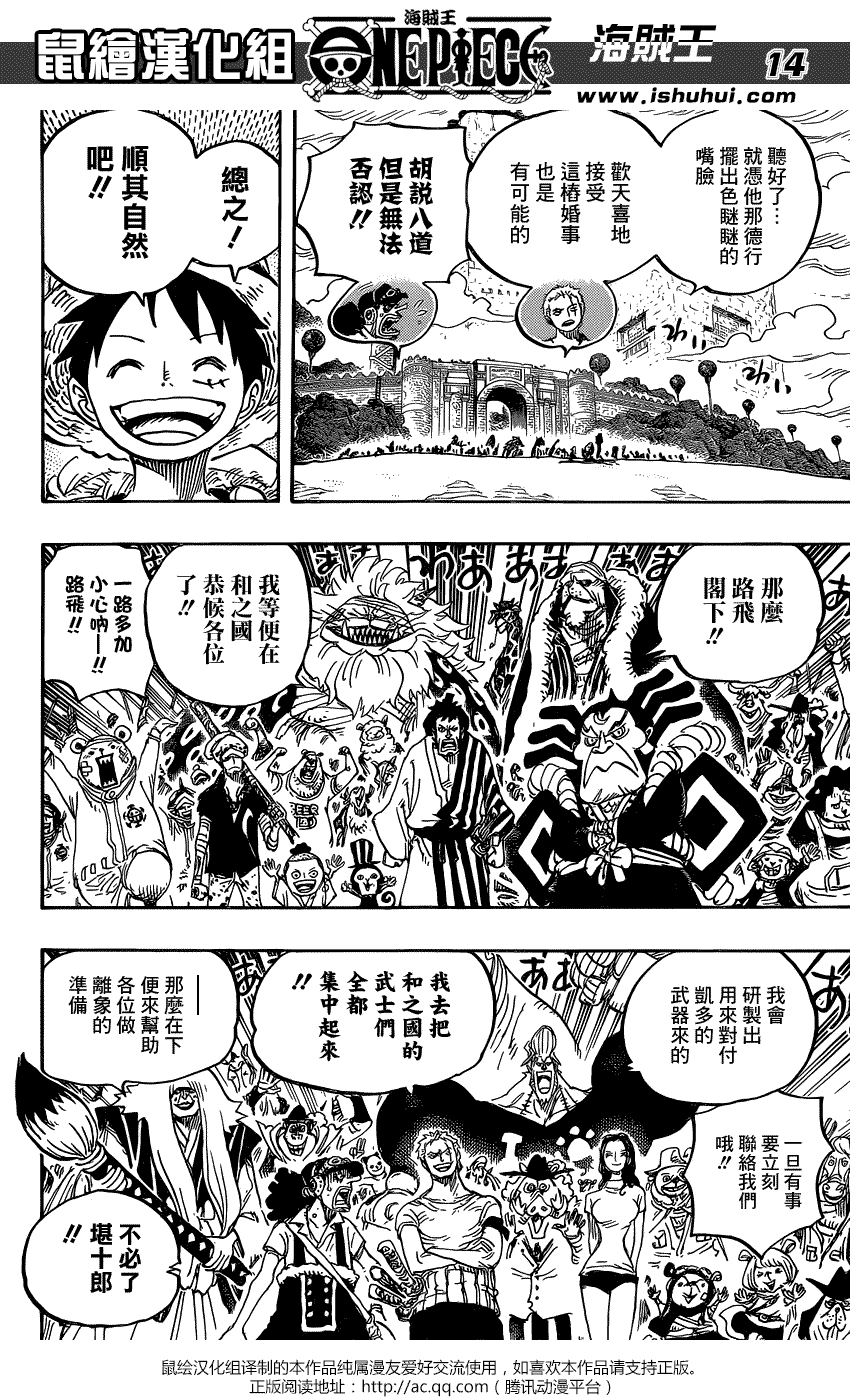 海賊王
鼠繪漢化組
ONE PIECE
海賊王
14
www.ishuhui.com
聽好了…
就憑他那德行
擺出色瞇瞇的
嘴臉
歡天喜地
接受
這樁婚事
也是
有可能的
胡説八道
但是無法
否認!!
わい
わい
總之!
順其自然
吧!!
那麼
路飛
閣下!!
我等便在
和之國
恭候各位
了!!
一路多加
小心吶——!!
路飛!!
我會
研製出
用來對付
凱多的
武器來的
一旦有事
要立刻
聯絡我們
哦!!
我去把
和之國的
武士們
全都
集中起來
!!
——
那麼在下
便來幫助
各位做
離象的
準備
不必了
堪十郎
!!
鼠绘汉化组译制的本作品纯属漫友爱好交流使用，如喜欢本作品请支持正版。
正版阅读地址：http://ac.qq.com（腾讯动漫平台）